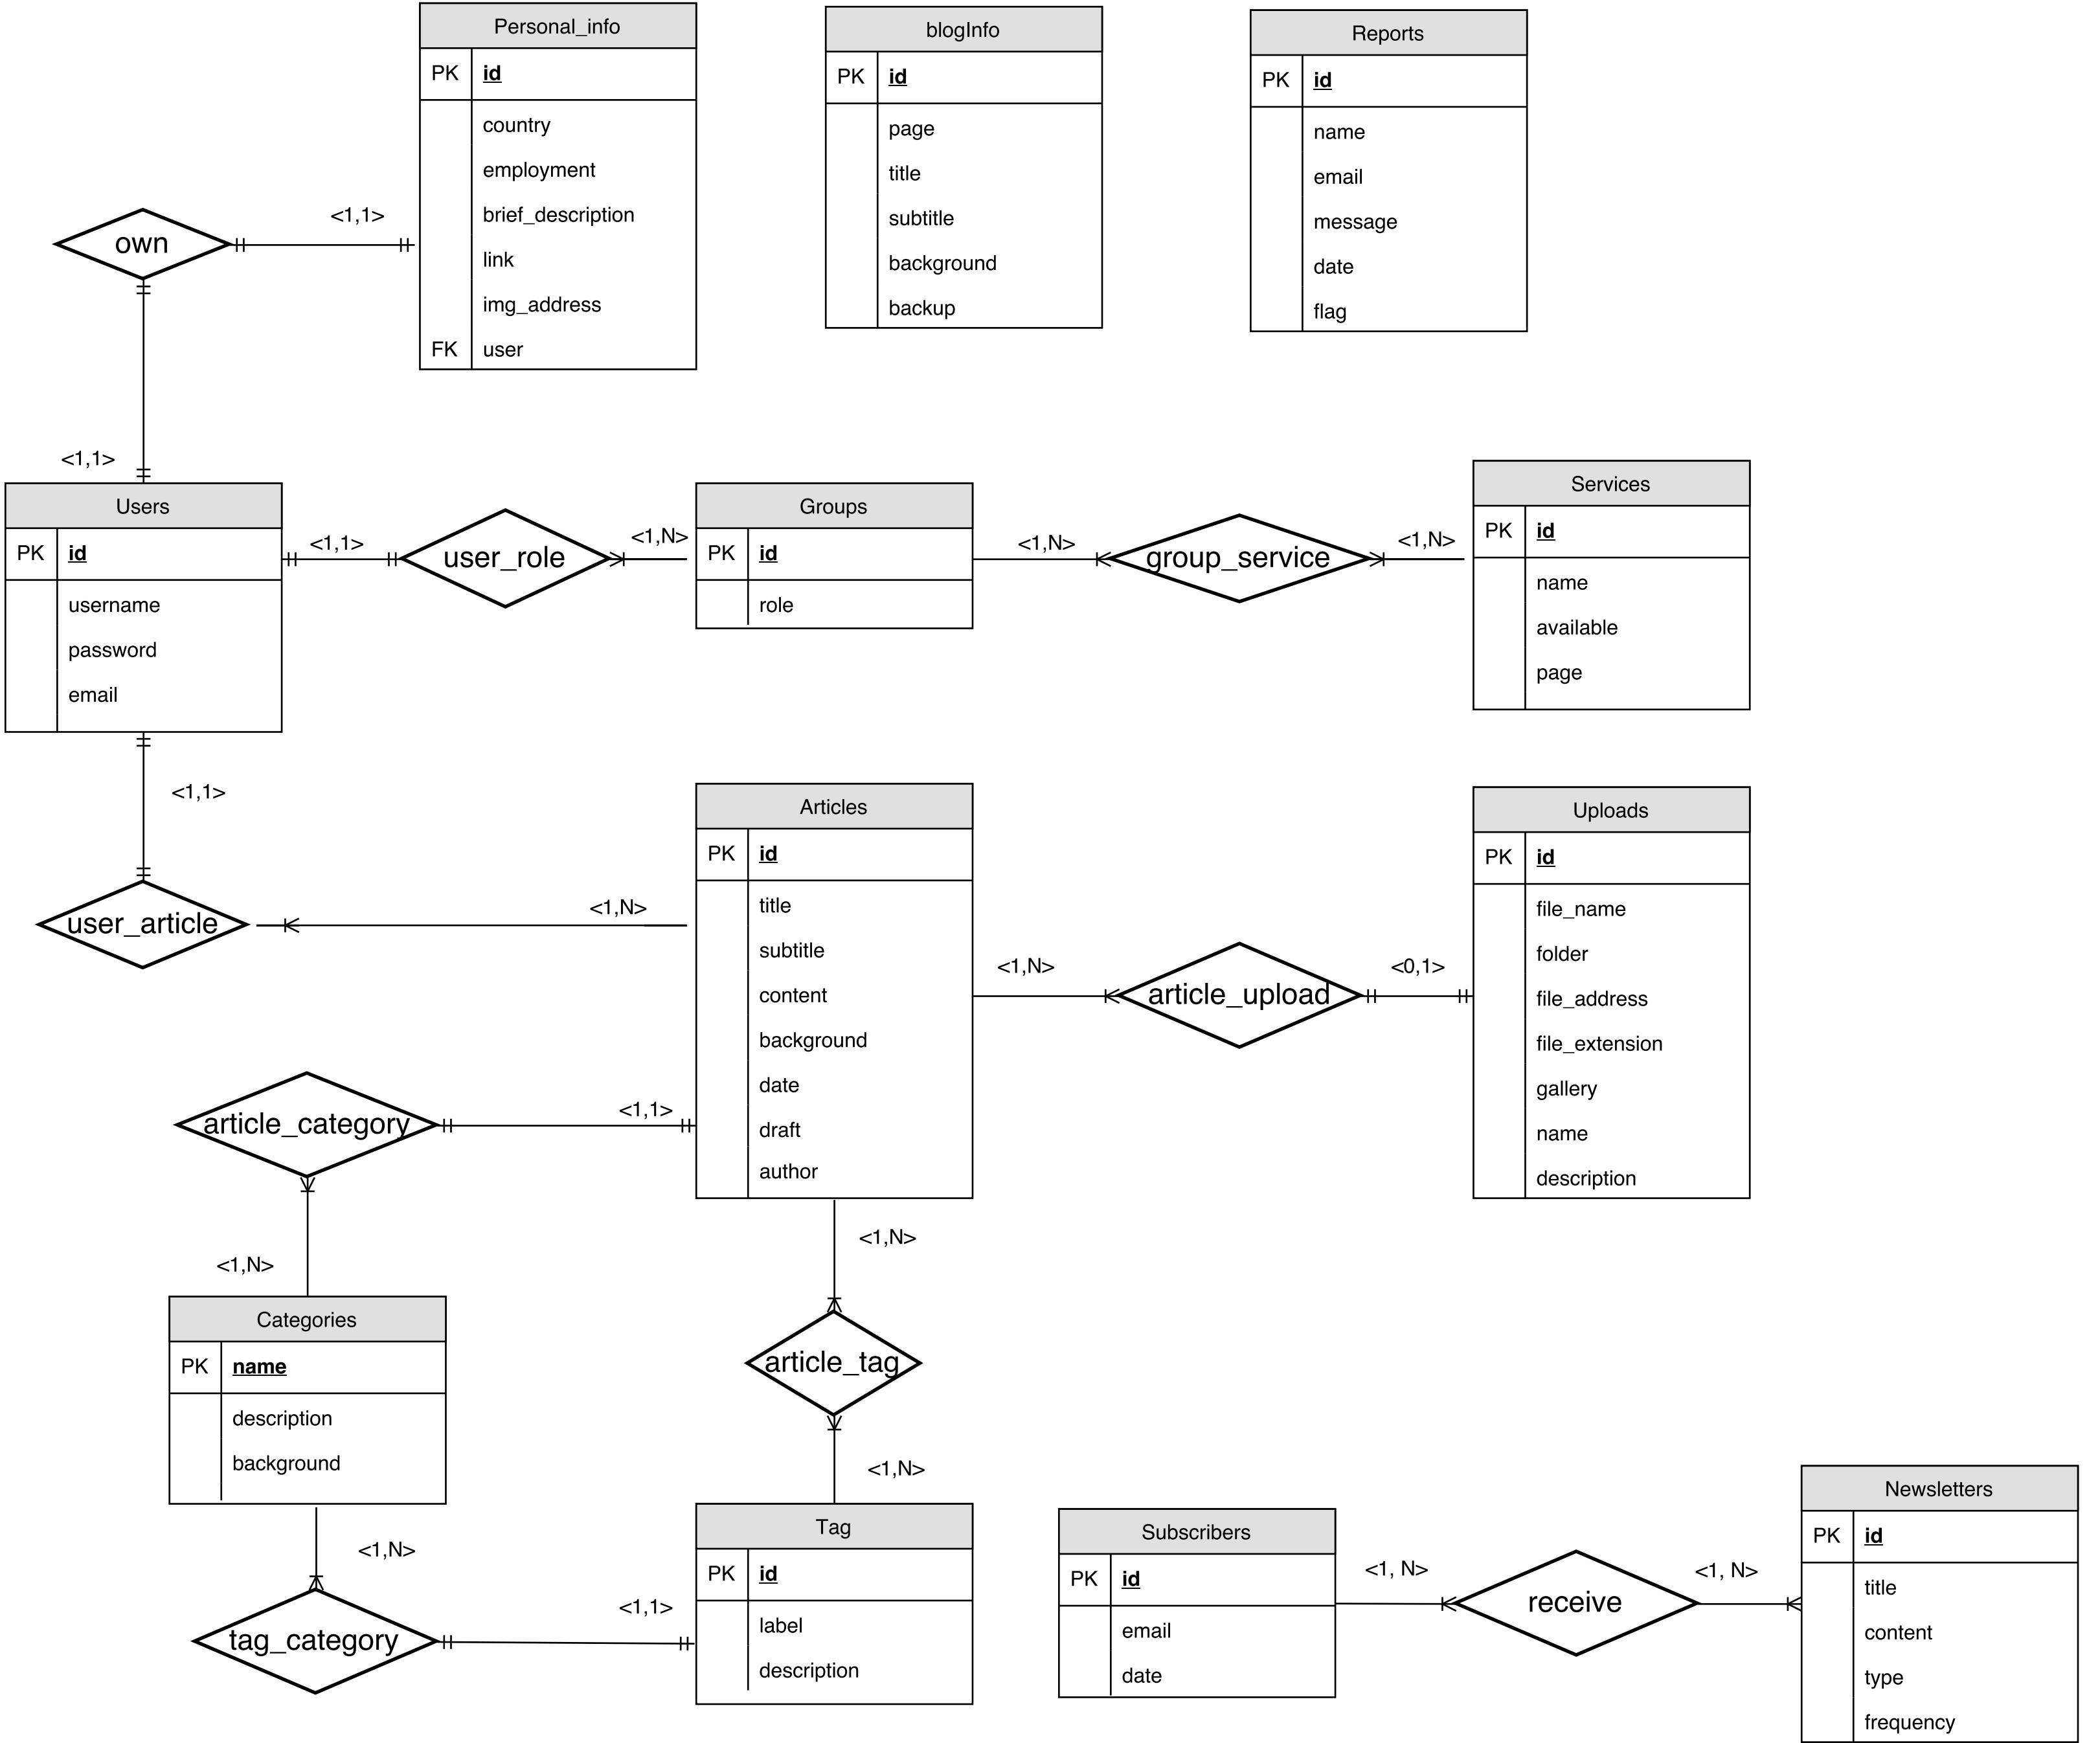 Personal_info
PK id
country
employment
brief_description
link
img_address
FK user
blogInfo
PK id
page
title
subtitle
background
backup
Reports
PK id
name
email
message
date
flag
own
<1,1>
<1,1>
Users
PK id
username
password
email
<1,1>
user_role
<1,N>
Groups
PK id
role
<1,N>
group_service
<1,N>
Services
PK id
name
available
page
<1,1>
user_article
<1,N>
Articles
PK id
title
subtitle
content
background
date
draft
author
<1,N>
article_upload
<0,1>
Uploads
PK id
file_name
folder
file_address
file_extension
gallery
name
description
article_category
<1,1>
<1,N>
Categories
PK name
description
background
<1,N>
article_tag
<1,N>
<1,N>
tag_category
<1,1>
Tag
PK id
label
description
Subscribers
PK id
email
date
<1, N>
receive
<1, N>
Newsletters
PK id
title
content
type
frequency